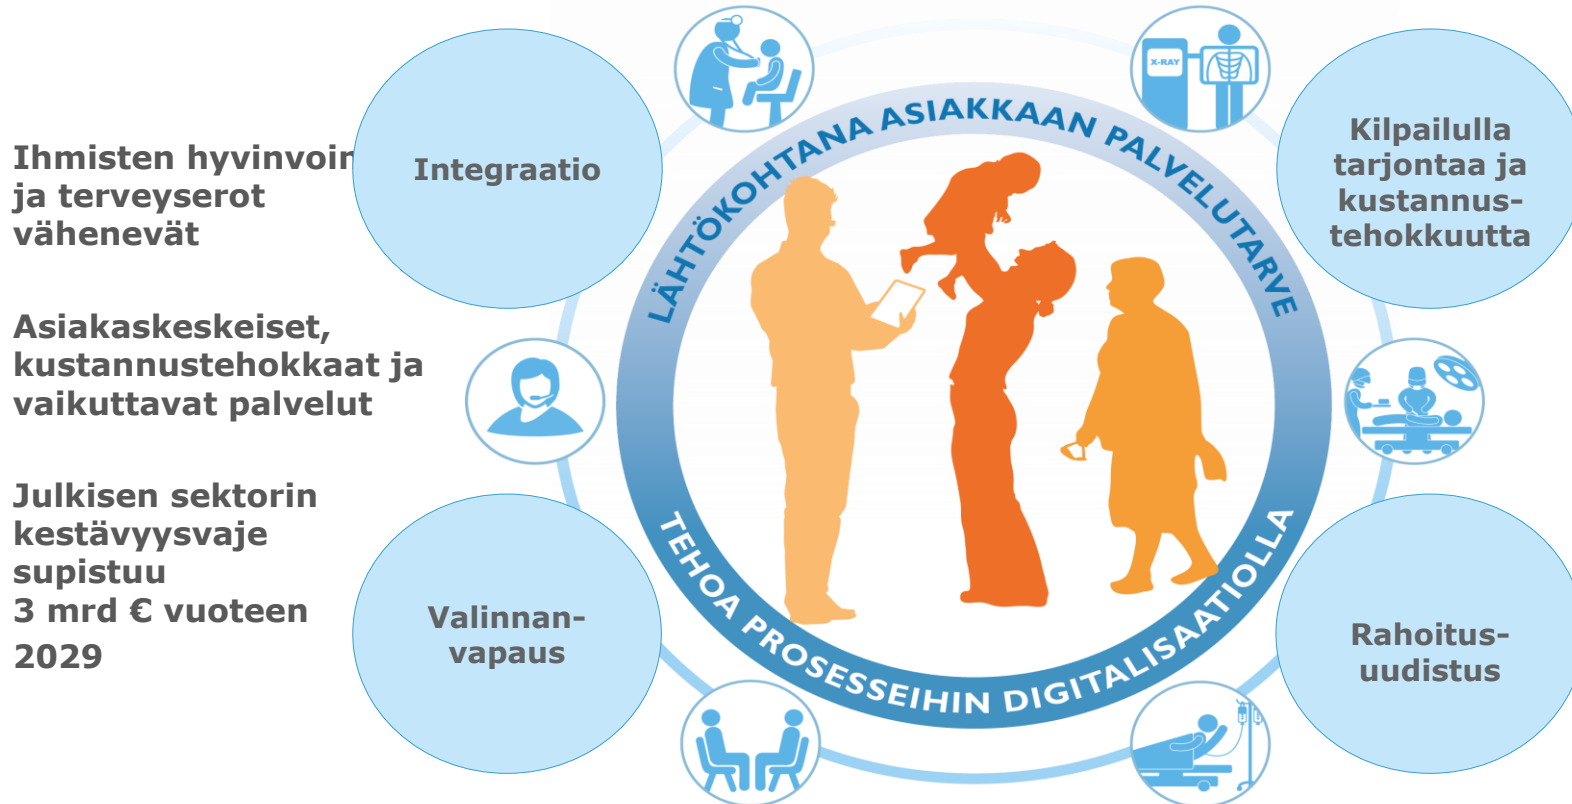 Ihmisten
ja terveyserot
vähenevät
Asiakaskeskeiset,
kustannustehokkaat ja
vaikuttavat palvelut
Julkisen sektorin
kestävyysvaje
supistuu
3 mrd € vuoteen
2029
Integraatio
Valinnan-
vapaus
LÄHTÖKOHTANA ASIAKKAAN PALVELUTARVE
TEHOA PROSESSEIHIN DIGITALISAATIOLLA
X-RAY
Kilpailulla
tarjontaa ja
kustannus-
tehokkuutta
Rahoitus-
uudistus